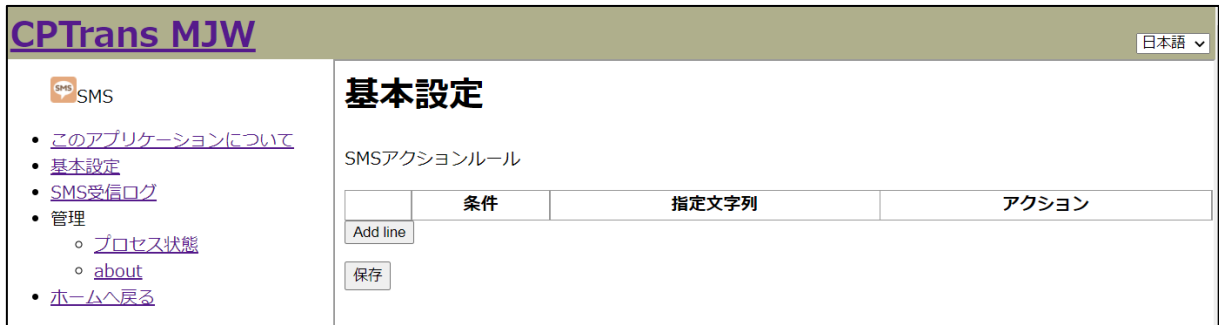 CPTrans MJW
日本語
SMS
SMS
このアプリケーションについて
基本設定
SMS受信ログ
管理
プロセス状態
about
ホームへ戻る
基本設定
SMSアクションルール
条件 指定文字列 アクション
Add line
保存